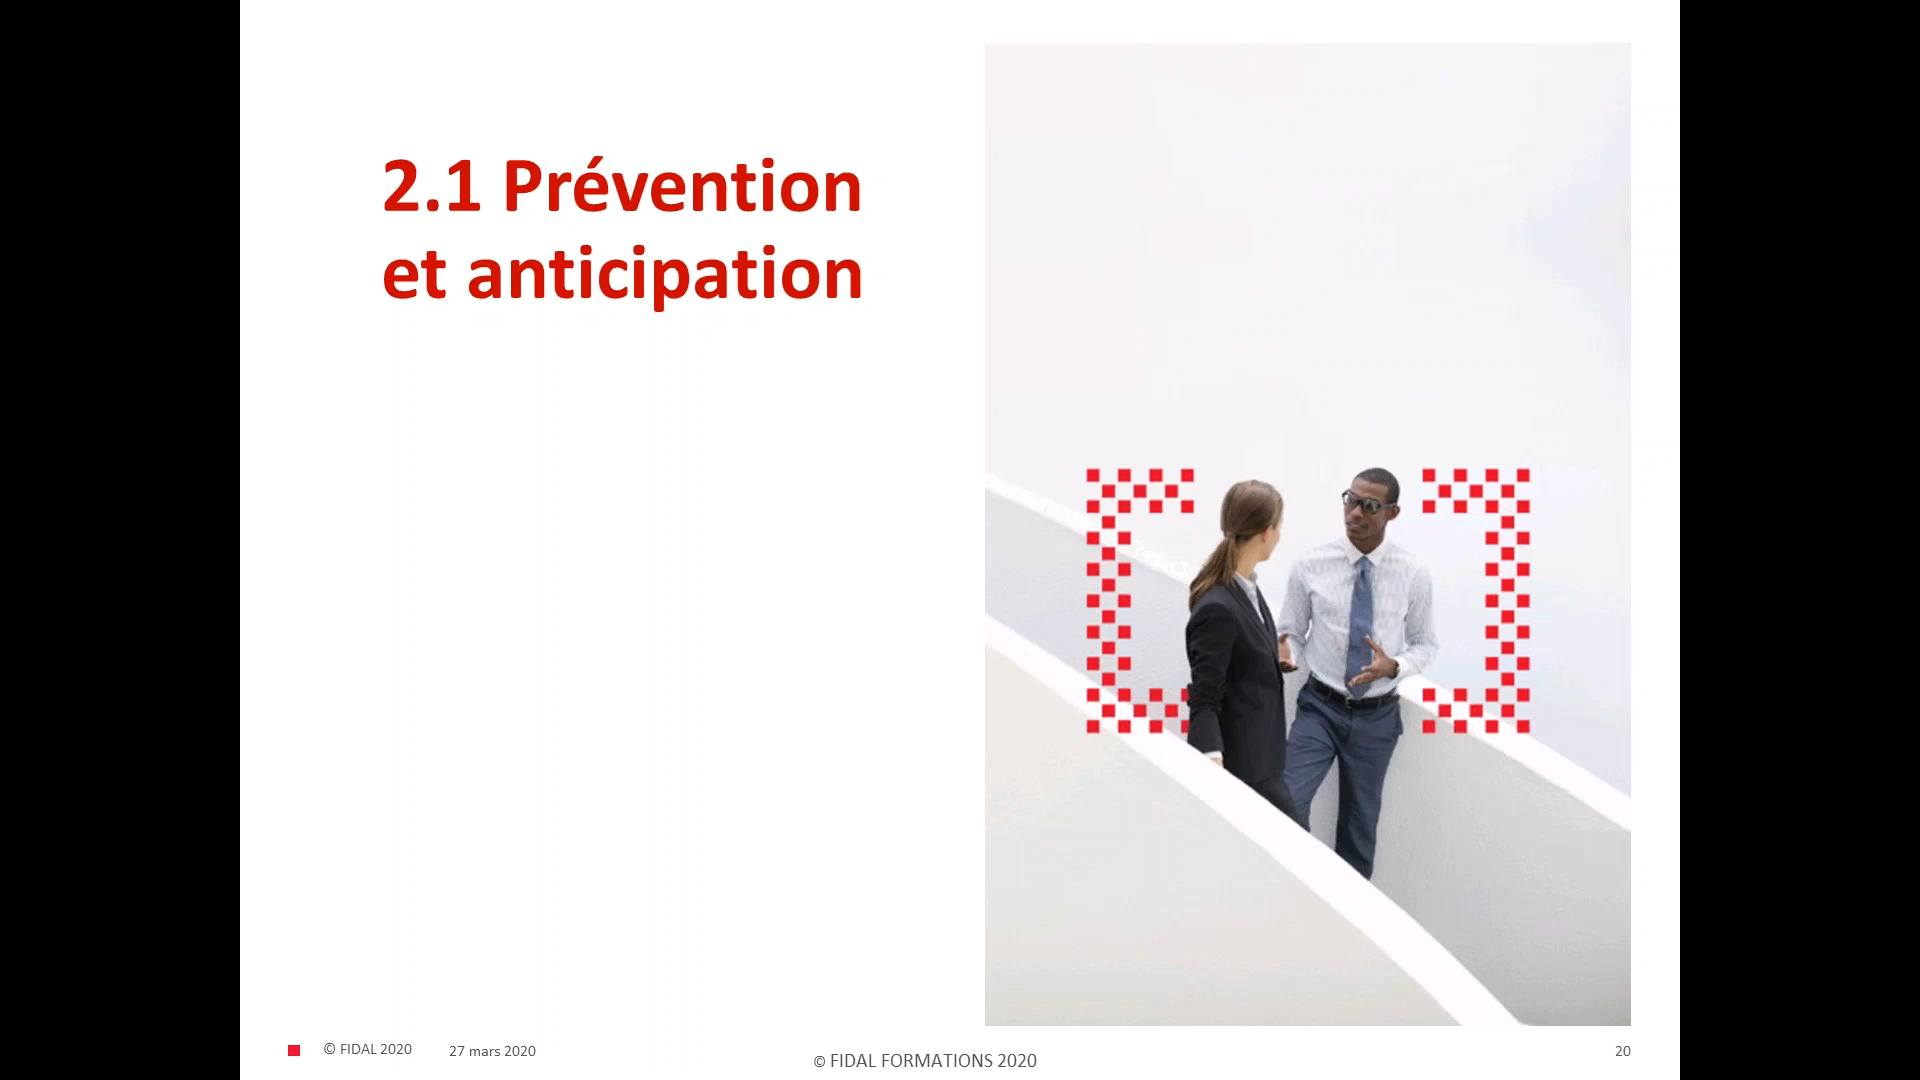 2.1 Prévention
et anticipation
© FIDAL 2020
27 mars 2020
© FIDAL FORMATIONS 2020
20